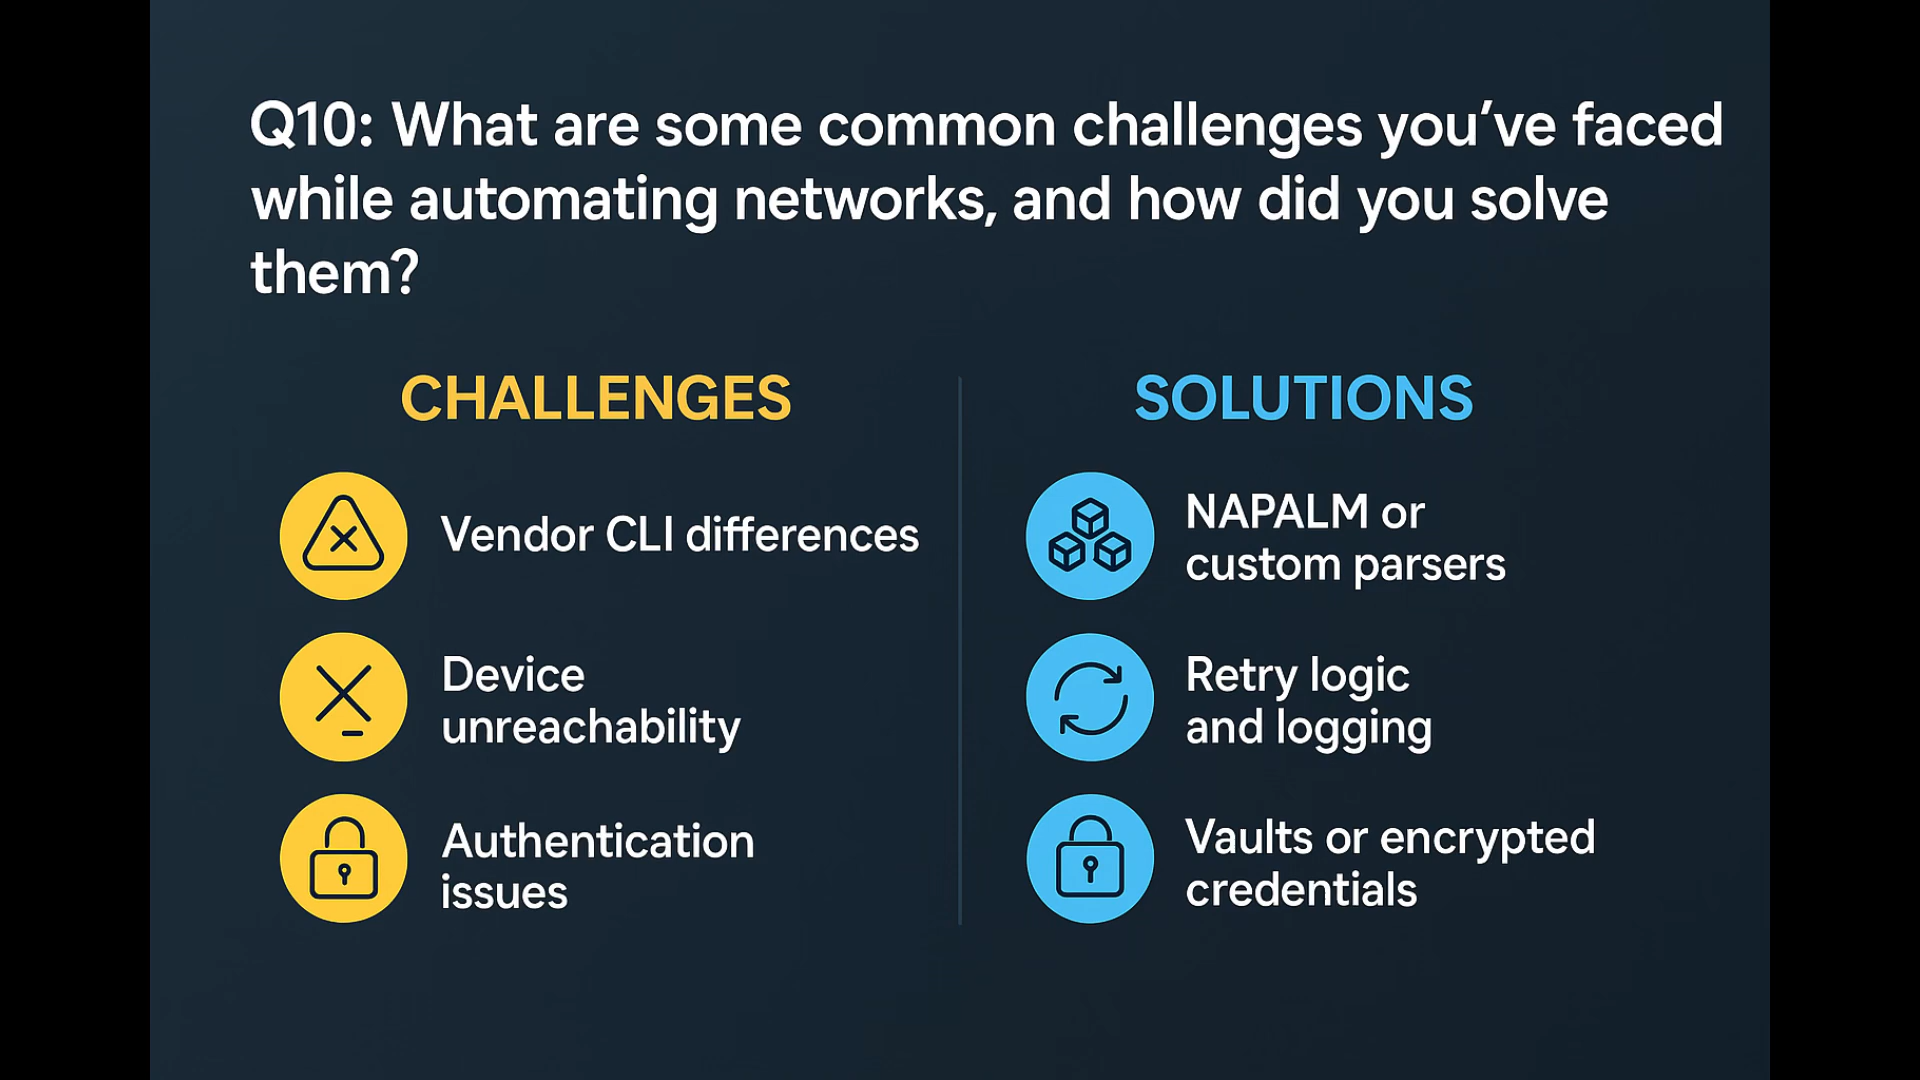 Q10: What are some common challenges you’ve faced
while automating networks, and how did you solve
them?
CHALLENGES
Vendor CLI differences
Device
unreachability
Authentication
issues
SOLUTIONS
NAPALM or
custom parsers
Retry logic
and logging
Vaults or encrypted
credentials